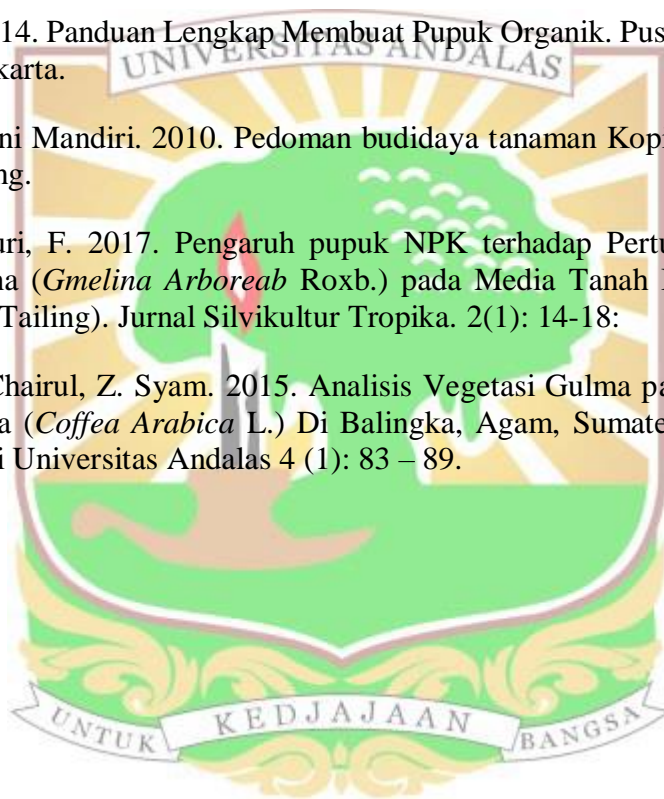 14. Panduan Lengkap Membuat Pupuk Organik. Pus
karta.
ni Mandiri. 2010. Pedoman budidaya tanaman Kopi
ng.
uri, F. 2017. Pengaruh pupuk NPK terhadap Pertu
na (Gmelina Arboreab Roxb.) pada Media Tanah
Tailing). Jurnal Silvikultur Tropika. 2(1): 14-18:
Chairul, Z. Syam. 2015. Analisis Vegetasi Gulma pa
a (Coffea Arabica L.) Di Balingka, Agam, Sumate
i Universitas Andalas 4 (1): 83 – 89.
UNIVERSITAS ANDALAS
UNTUK KEDJAJAAN BANGSA